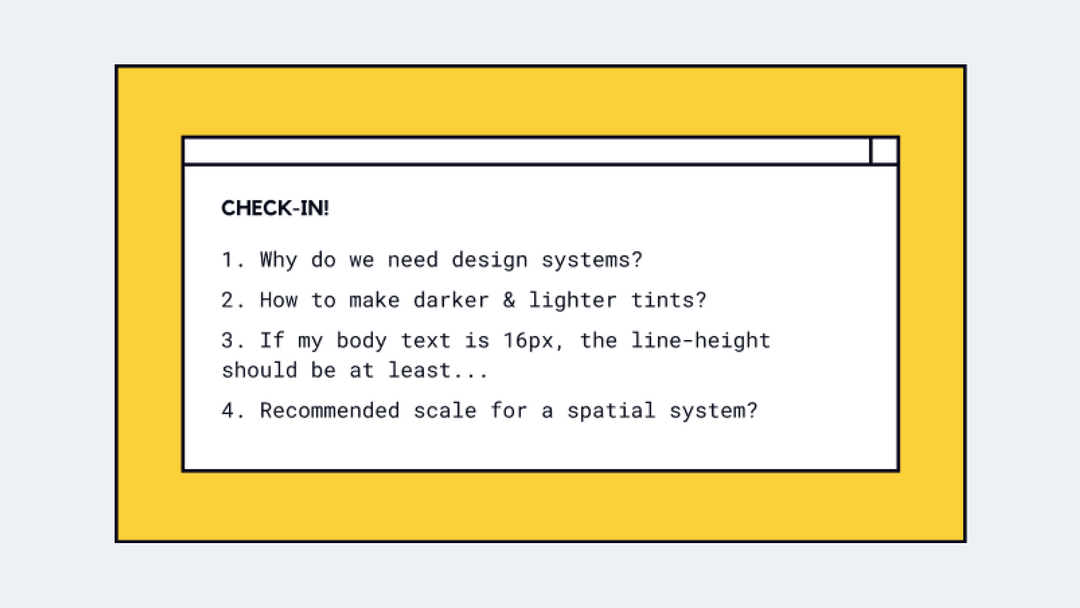 CHECK-IN!
1. Why do we need design systems?
2. How to make darker & lighter tints?
3. If my body text is 16px, the line-height
should be at least...
4. Recommended scale for a spatial system?